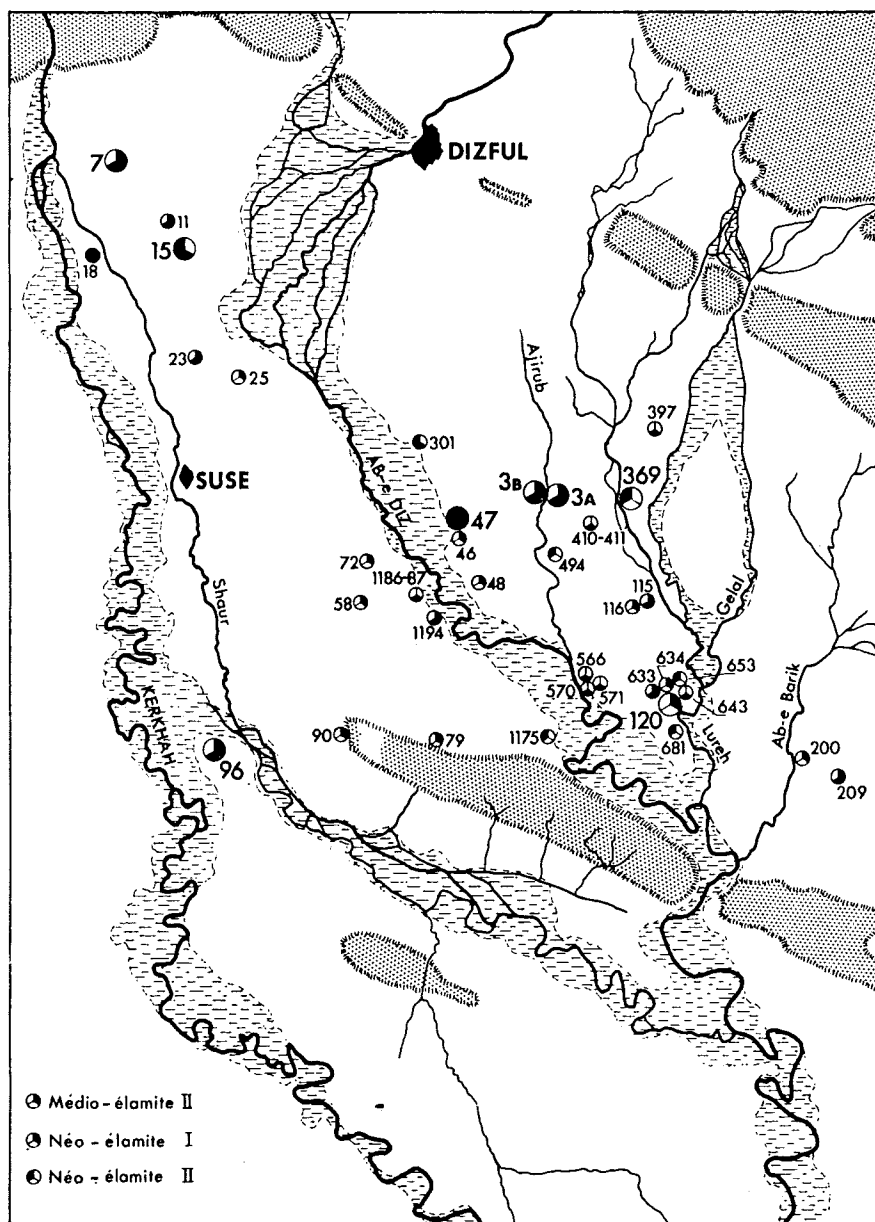 DIZFUL
7
11
15
18
23
25
Ajirub
397
301
SUSE
AB-e DIZ
3B
3A
369
47
46
410-411
494
72
1186-87
48
115
116
58
1194
Gelal
Shaur
566
634
653
633
570
571
643
KERKHAH
120
Ab-e Barik
90
79
1175
681
Lureh
200
96
209
Médio-élamite II
Néo-élamite I
Néo-élamite II